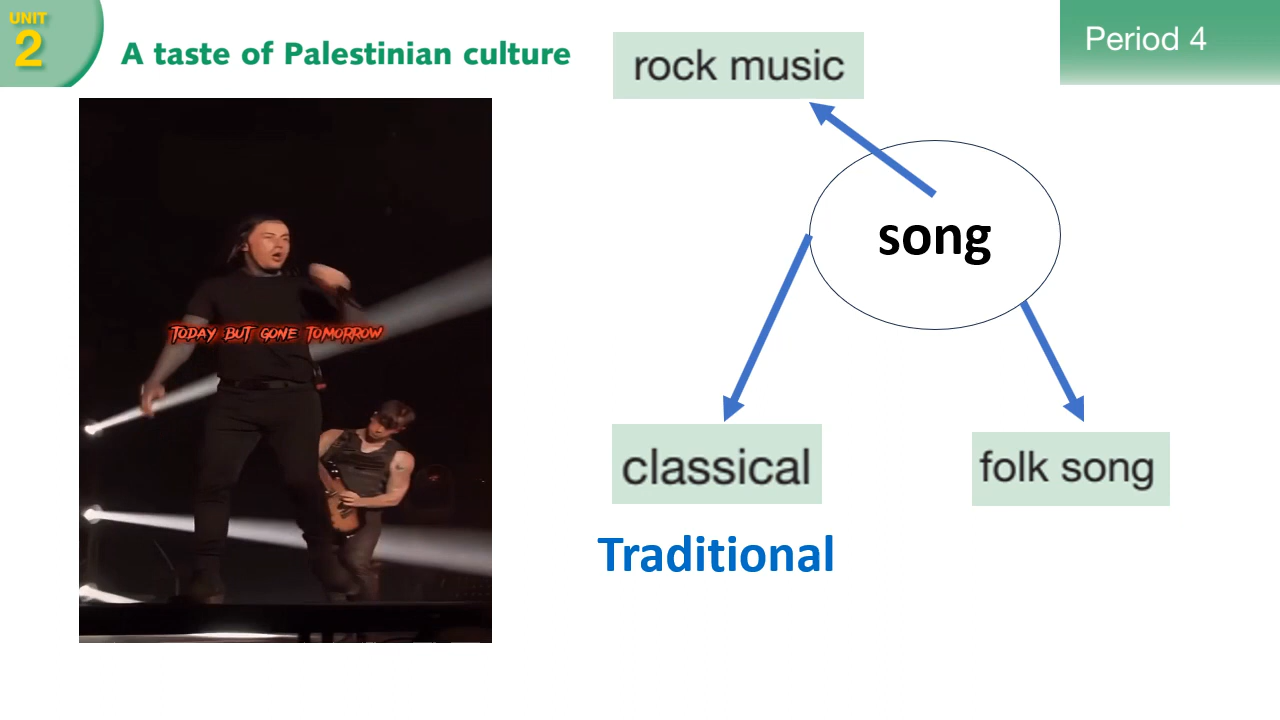 UNIT
2
A taste of Palestinian culture
Period 4
rock music
song
TODAY BUT GONE TOMORROW
classical
folk song
Traditional